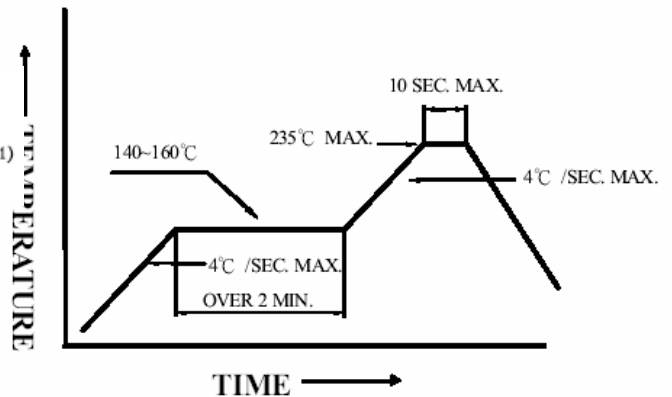 10 SEC. MAX.
235℃ MAX.
140~160℃
4℃ /SEC. MAX.
4℃ /SEC. MAX.
OVER 2 MIN.
TEMPERATURE
TIME